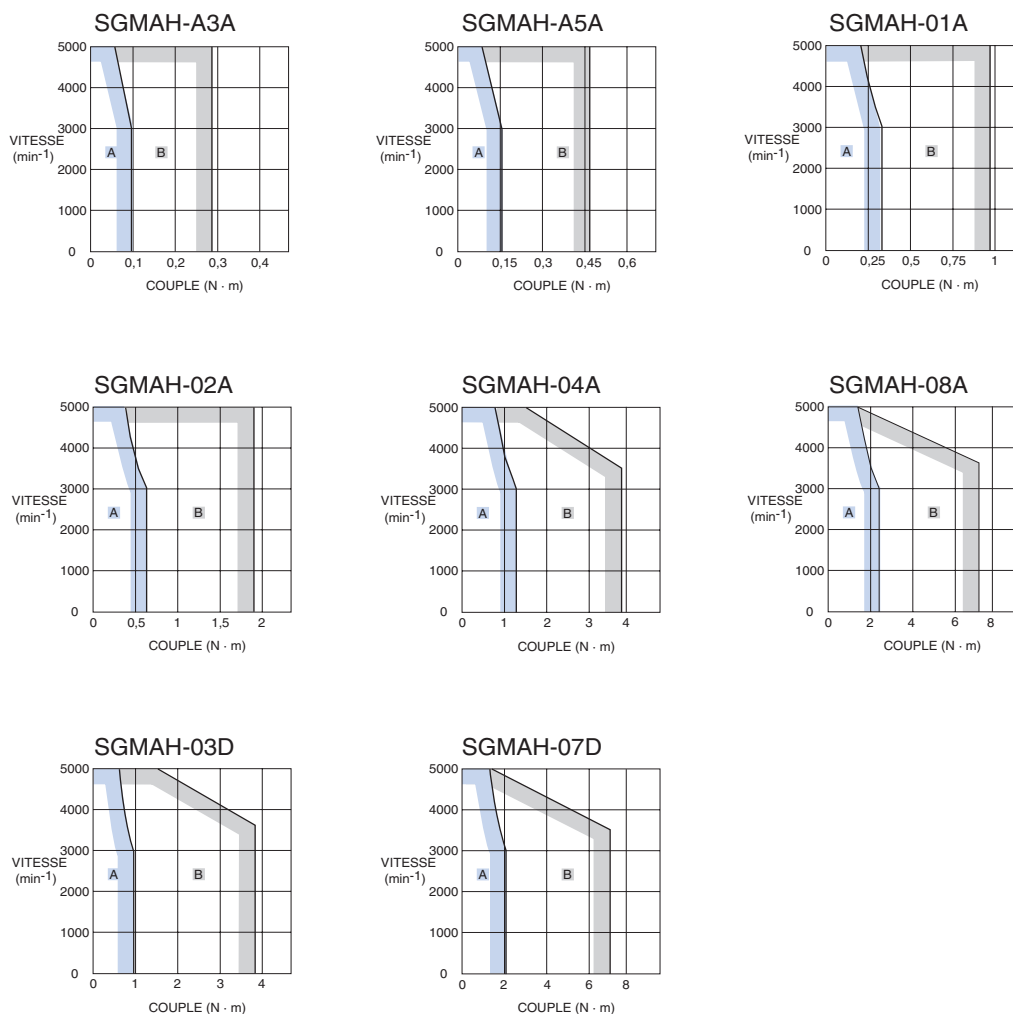 SGMAH-A3A
5000
4000
VITESSE 3000
(min-1)
A B
2000
1000
0
0 0,1 0,2 0,3 0,4
COUPLE (N · m)
SGMAH-A5A
5000
4000
VITESSE 3000
(min-1)
A B
2000
1000
0
0 0,15 0,3 0,45 0,6
COUPLE (N · m)
SGMAH-01A
5000
4000
VITESSE 3000
(min-1)
A B
2000
1000
0
0 0,25 0,5 0,75 1
COUPLE (N · m)
SGMAH-02A
5000
4000
3000
VITESSE
(min-1)
A B
2000
1000
0
0 0,5 1 1,5 2
COUPLE (N · m)
SGMAH-04A
5000
4000
3000
VITESSE
(min-1)
A B
2000
1000
0
0 1 2 3 4
COUPLE (N · m)
SGMAH-08A
5000
4000
3000
VITESSE
(min-1)
A B
2000
1000
0
0 2 4 6 8
COUPLE (N · m)
SGMAH-03D
5000
4000
3000
VITESSE
(min-1)
A B
2000
1000
0
0 1 2 3 4
COUPLE (N · m)
SGMAH-07D
5000
4000
3000
VITESSE
(min-1)
A B
2000
1000
0
0 2 4 6 8
COUPLE (N · m)